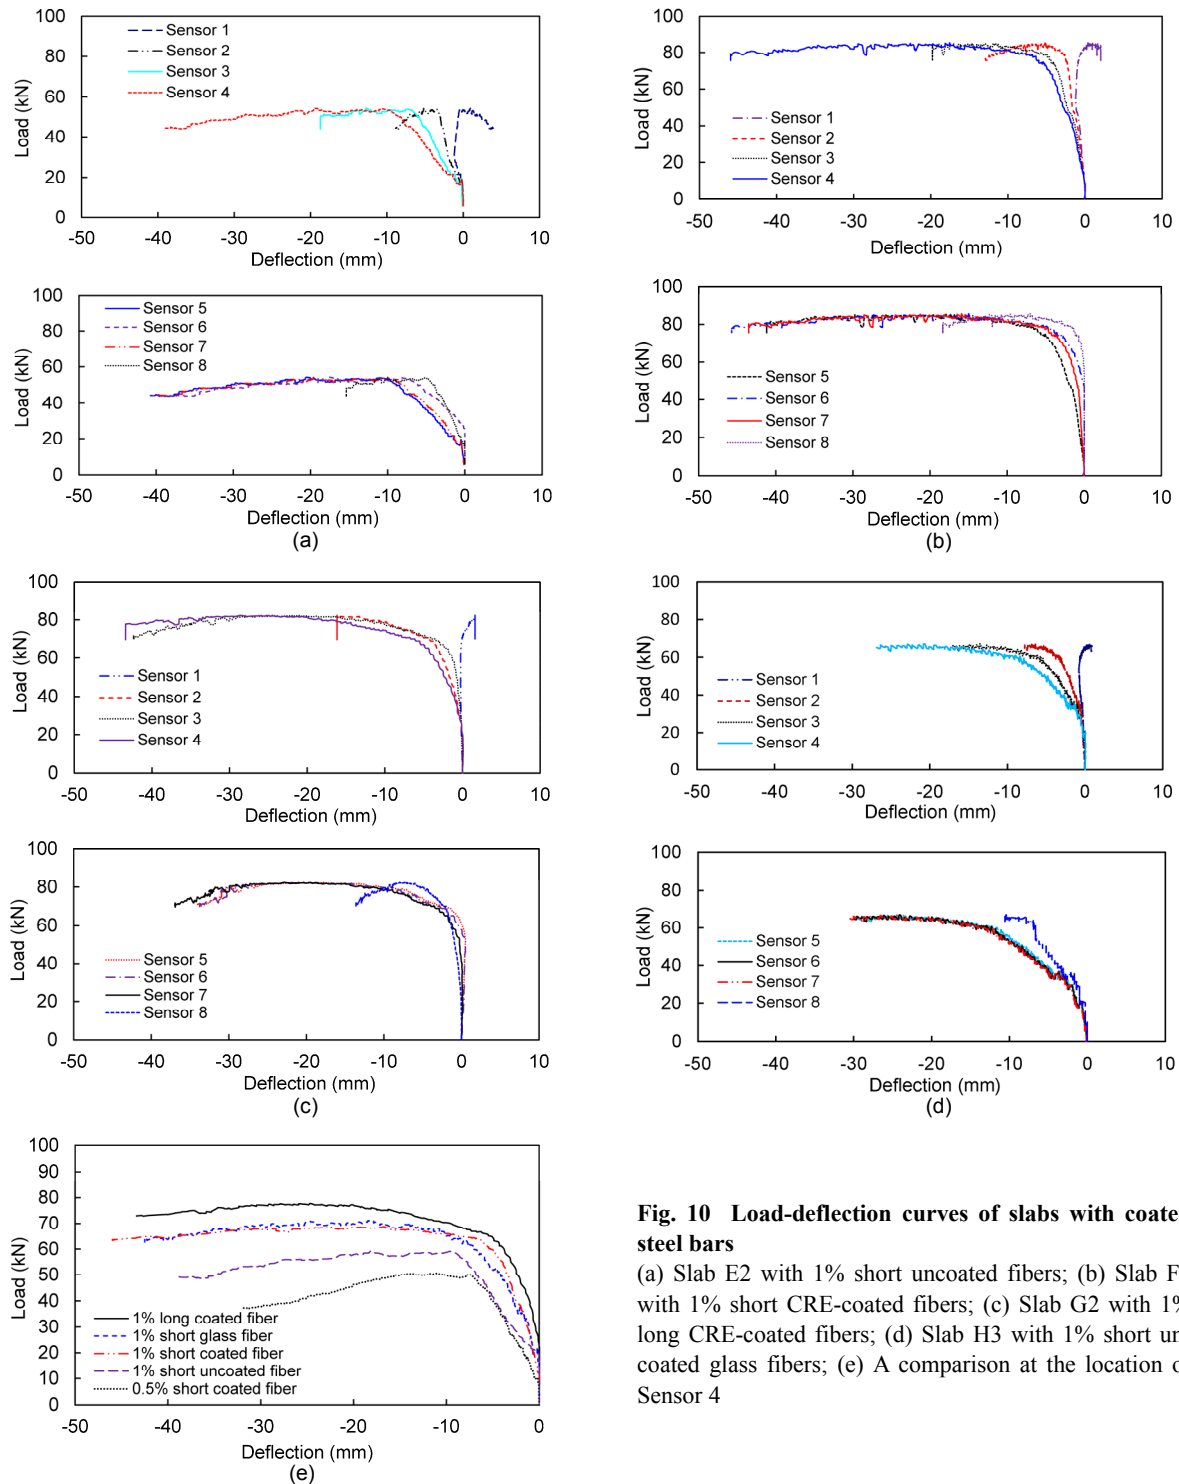 100
80
60
40
20
0
Load (kN)
Sensor 1
Sensor 2
Sensor 3
Sensor 4
-50 -40 -30 -20 -10 0 10
Deflection (mm)
100
80
60
40
20
0
Load (kN)
Sensor 5
Sensor 6
Sensor 7
Sensor 8
-50 -40 -30 -20 -10 0 10
Deflection (mm)
(a)
100
80
60
40
20
0
Load (kN)
Sensor 1
Sensor 2
Sensor 3
Sensor 4
-50 -40 -30 -20 -10 0 10
Deflection (mm)
100
80
60
40
20
0
Load (kN)
Sensor 5
Sensor 6
Sensor 7
Sensor 8
-50 -40 -30 -20 -10 0 10
Deflection (mm)
(b)
100
80
60
40
20
0
Load (kN)
Sensor 1
Sensor 2
Sensor 3
Sensor 4
-50 -40 -30 -20 -10 0 10
Deflection (mm)
100
80
60
40
20
0
Load (kN)
Sensor 5
Sensor 6
Sensor 7
Sensor 8
-50 -40 -30 -20 -10 0 10
Deflection (mm)
(c)
100
80
60
40
20
0
Load (kN)
Sensor 1
Sensor 2
Sensor 3
Sensor 4
-50 -40 -30 -20 -10 0 10
Deflection (mm)
100
80
60
40
20
0
Load (kN)
Sensor 5
Sensor 6
Sensor 7
Sensor 8
-50 -40 -30 -20 -10 0 10
Deflection (mm)
(d)
100
90
80
70
60
50
40
30
20
10
0
Load (kN)
1% long coated fiber
1% short glass fiber
1% short coated fiber
1% short uncoated fiber
0.5% short coated fiber
-50 -40 -30 -20 -10 0
Deflection (mm)
(e)
Fig. 10 Load-deflection curves of slabs with coate
steel bars
(a) Slab E2 with 1% short uncoated fibers; (b) Slab F
with 1% short CRE-coated fibers; (c) Slab G2 with 1%
long CRE-coated fibers; (d) Slab H3 with 1% short un
coated glass fibers; (e) A comparison at the location o
Sensor 4